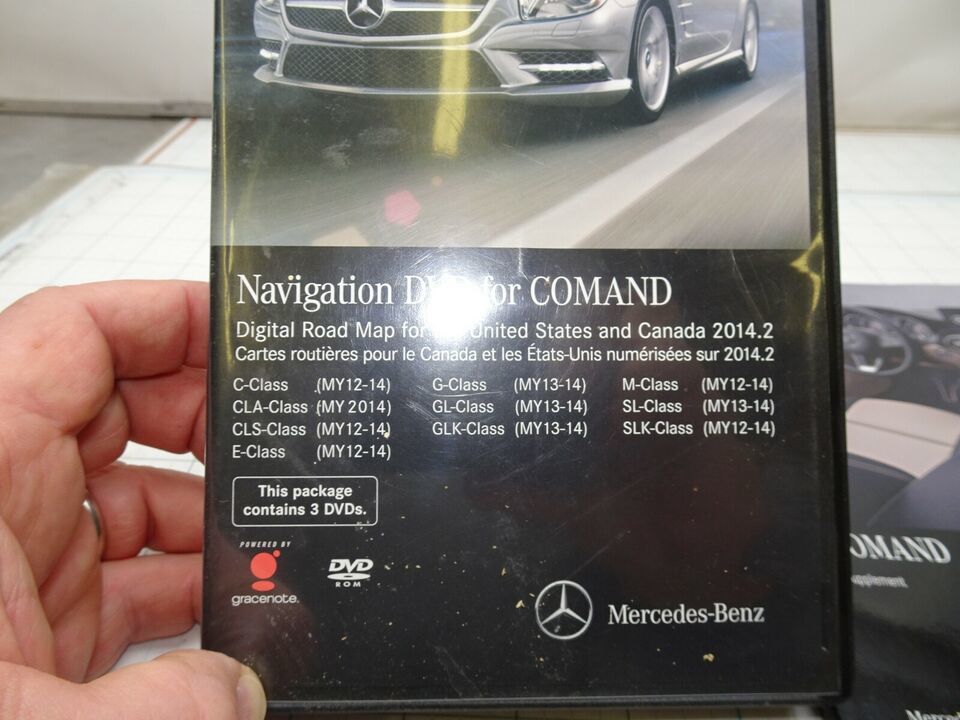 Navigation for COMAND
Digital Road Map for United States and Canada 2014.2
Cartes routières pour le Canada et les États-Unis numérisées sur 2014.2
C-Class (MY12-14) G-Class (MY13-14) M-Class (MY12-14)
CLA-Class (MY 2014) GL-Class (MY13-14) SL-Class (MY13-14)
CLS-Class (MY12-14) GLK-Class (MY13-14) SLK-Class (MY12-14)
E-Class (MY12-14)
This package
contains 3 DVDs.
POWERED BY
gracenote.
DVD
ROM
Mercedes-Benz